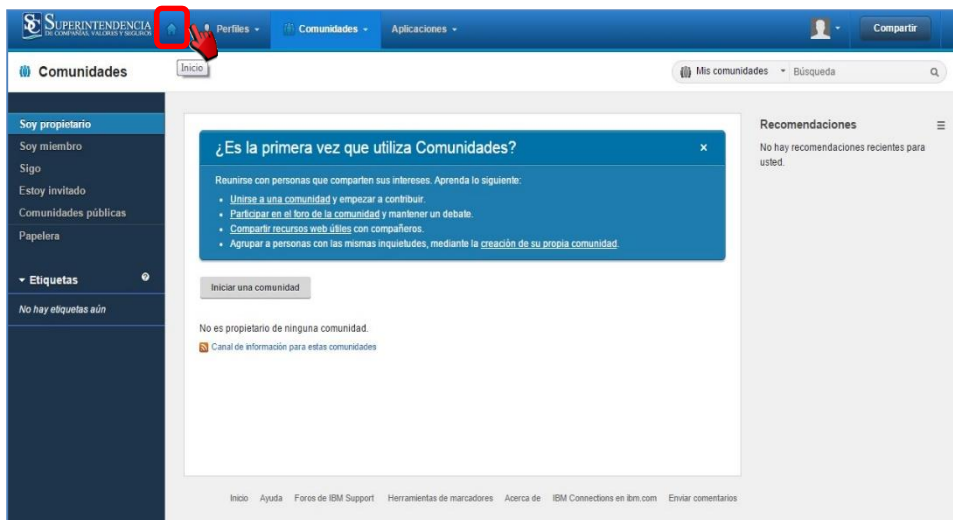 SUPERINTENDENCIA
DE COMPAÑÍAS, VALORES Y SEGUROS
Perfiles
Comunidades
Aplicaciones
Compartir
Inicio
Comunidades
Mis comunidades
Búsqueda
Soy propietario
Soy miembro
Sigo
Estoy invitado
Comunidades públicas
Papelera
Etiquetas
No hay etiquetas aún
¿Es la primera vez que utiliza Comunidades?
Reunirse con personas que comparten sus intereses. Aprenda lo siguiente:
Unirse a una comunidad y empezar a contribuir.
Participar en el foro de la comunidad y mantener un debate.
Compartir recursos web útiles con compañeros.
Agrupar a personas con las mismas inquietudes, mediante la creación de su propia comunidad.
Iniciar una comunidad
No es propietario de ninguna comunidad.
Canal de información para estas comunidades
Recomendaciones
No hay recomendaciones recientes para
usted.
Inicio Ayuda Foros de IBM Support Herramientas de marcadores Acerca de IBM Connections en ibm.com Enviar comentarios